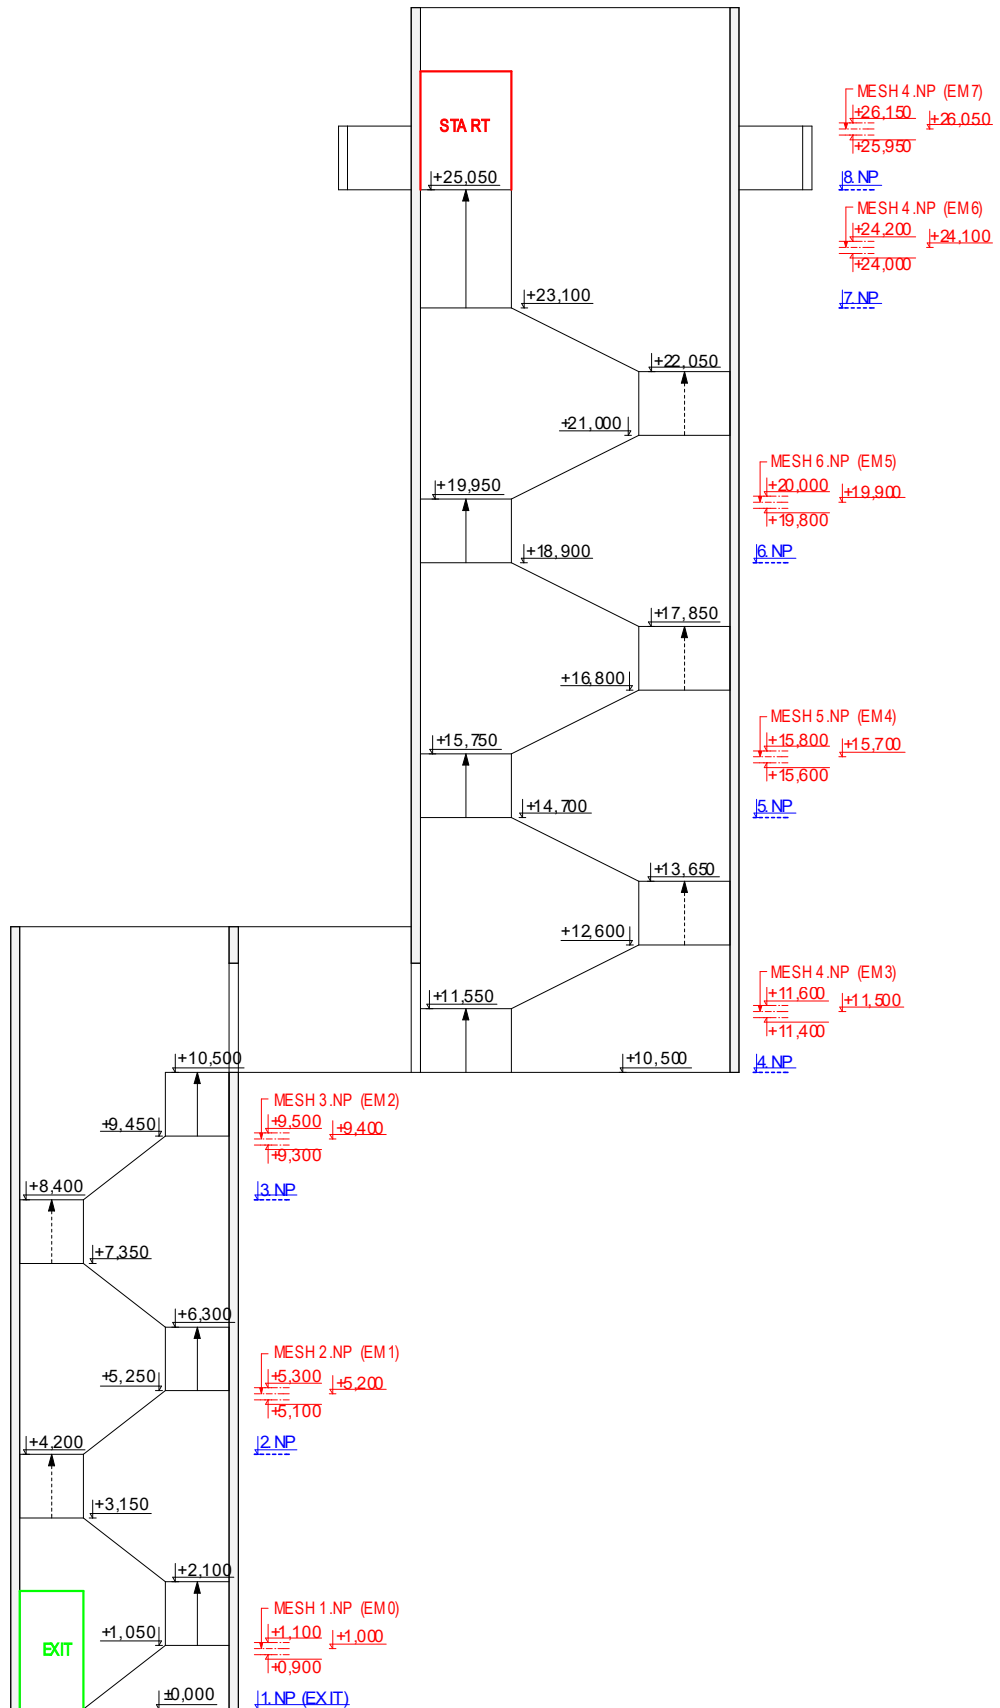 MESH 4.NP (EM7)
+26,150
+26,050
START
+25,950
+25,050
8.NP
MESH 4.NP (EM6)
+24,200
+24,100
+24,000
+23,100
7.NP
+22,050
+21,000
MESH 6.NP (EM5)
+19,950
+20,000
+19,900
+19,800
+18,900
6.NP
+17,850
+16,800
MESH 5.NP (EM4)
+15,750
+15,800
+15,700
+15,600
+14,700
5.NP
+13,650
+12,600
MESH 4.NP (EM3)
+11,550
+11,600
+11,500
+11,400
+10,500
+10,500
4.NP
MESH 3.NP (EM2)
+9,450
+9,500
+9,400
+9,300
+8,400
3.NP
+7,350
+6,300
MESH 2.NP (EM1)
+5,250
+5,300
+5,200
+5,100
+4,200
2.NP
+3,150
+2,100
MESH 1.NP (EM0)
+1,050
+1,100
+1,000
EXIT
+0,900
±0,000
1.NP (EXIT)